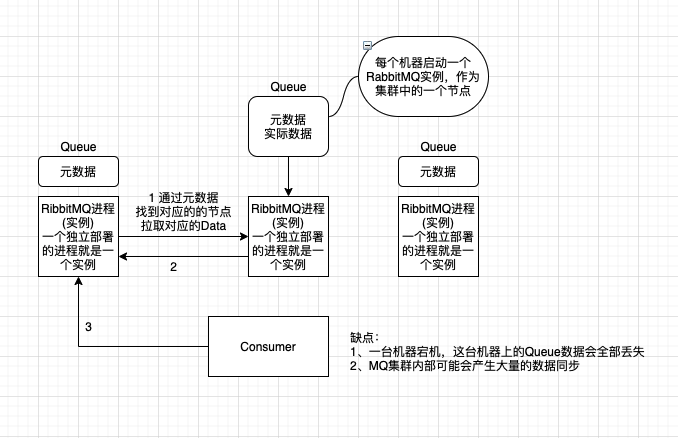 每个机器启动一个
RabbitMQ实例，作为
集群中的一个节点
Queue
元数据
实际数据
Queue
元数据
Queue
元数据
1 通过元数据
找到对应的的节点
拉取对应的Data
RibbitMQ进程
(实例)
一个独立部署
的进程就是一
个实例
RibbitMQ进程
(实例)
一个独立部署
的进程就是一
个实例
RibbitMQ进程
(实例)
一个独立部署
的进程就是一
个实例
2
3
Consumer
缺点：
1、一台机器宕机，这台机器上的Queue数据会全部丢失
2、MQ集群内部可能会产生大量的数据同步